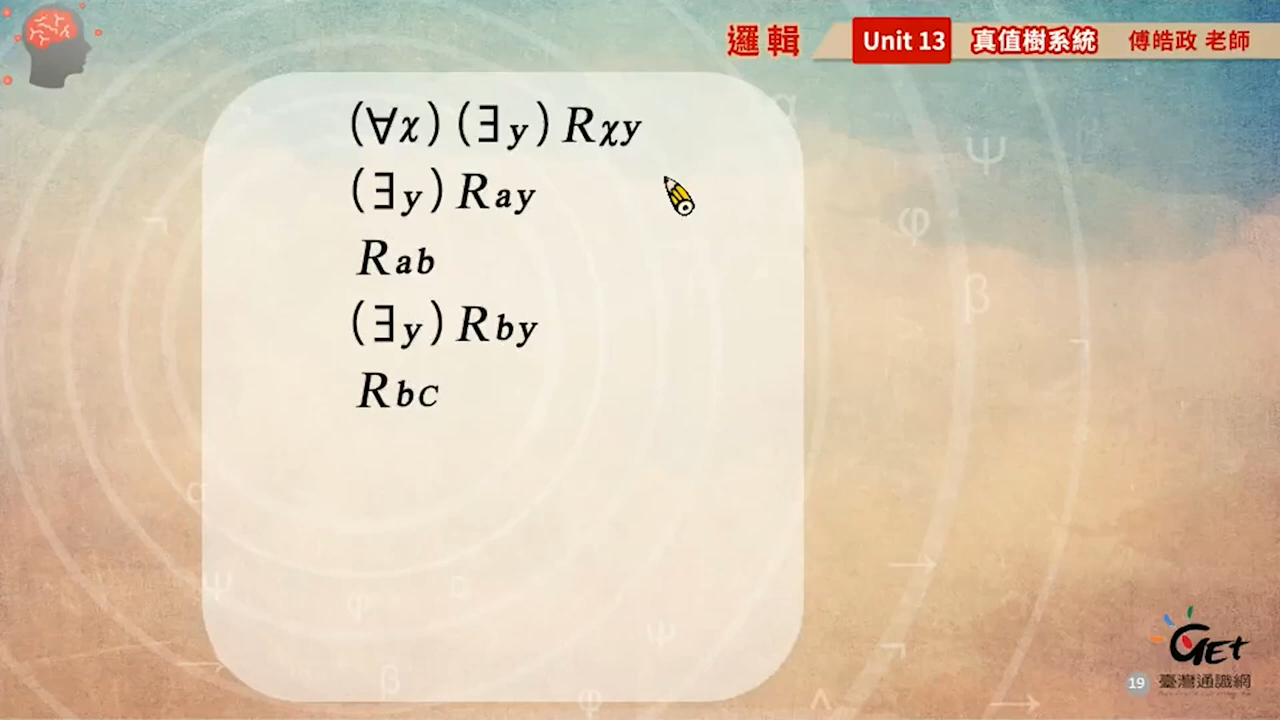 邏輯 Unit 13 真值樹系統 傅皓政 老師
(∀x)(∃y)Rxy
(∃y)Ray
Rab
(∃y)Rby
Rbc
GET
19 臺灣通識網